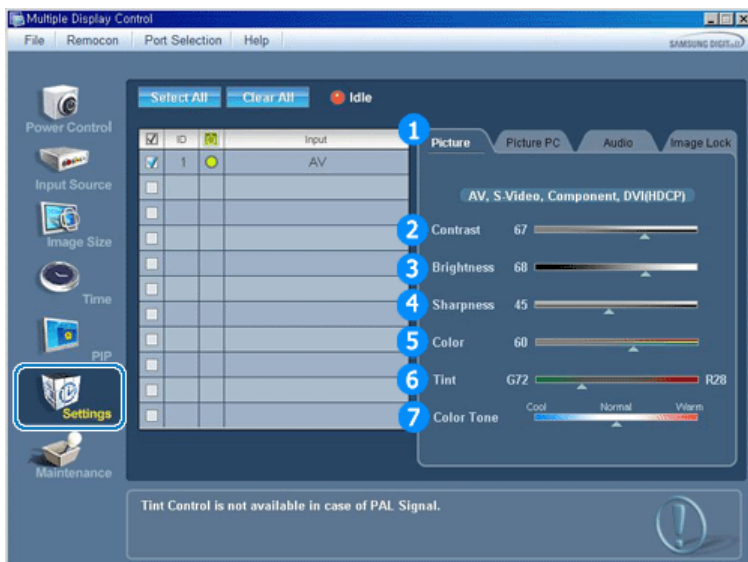 Multiple Display Control
File Remocon Port Selection Help
SAMSUNG DIGITall
Select All Clear All Idle
Power Control
Input Source
Image Size
Time
PIP
Settings
Maintenance
ID Input
1 AV
1 Picture Picture PC Audio Image Lock
AV, S-Video, Component, DVI(HDCP)
2 Contrast 67
3 Brightness 68
4 Sharpness 45
5 Color 60
6 Tint G72 R28
7 Color Tone Cool Normal Warm
Tint Control is not available in case of PAL Signal.